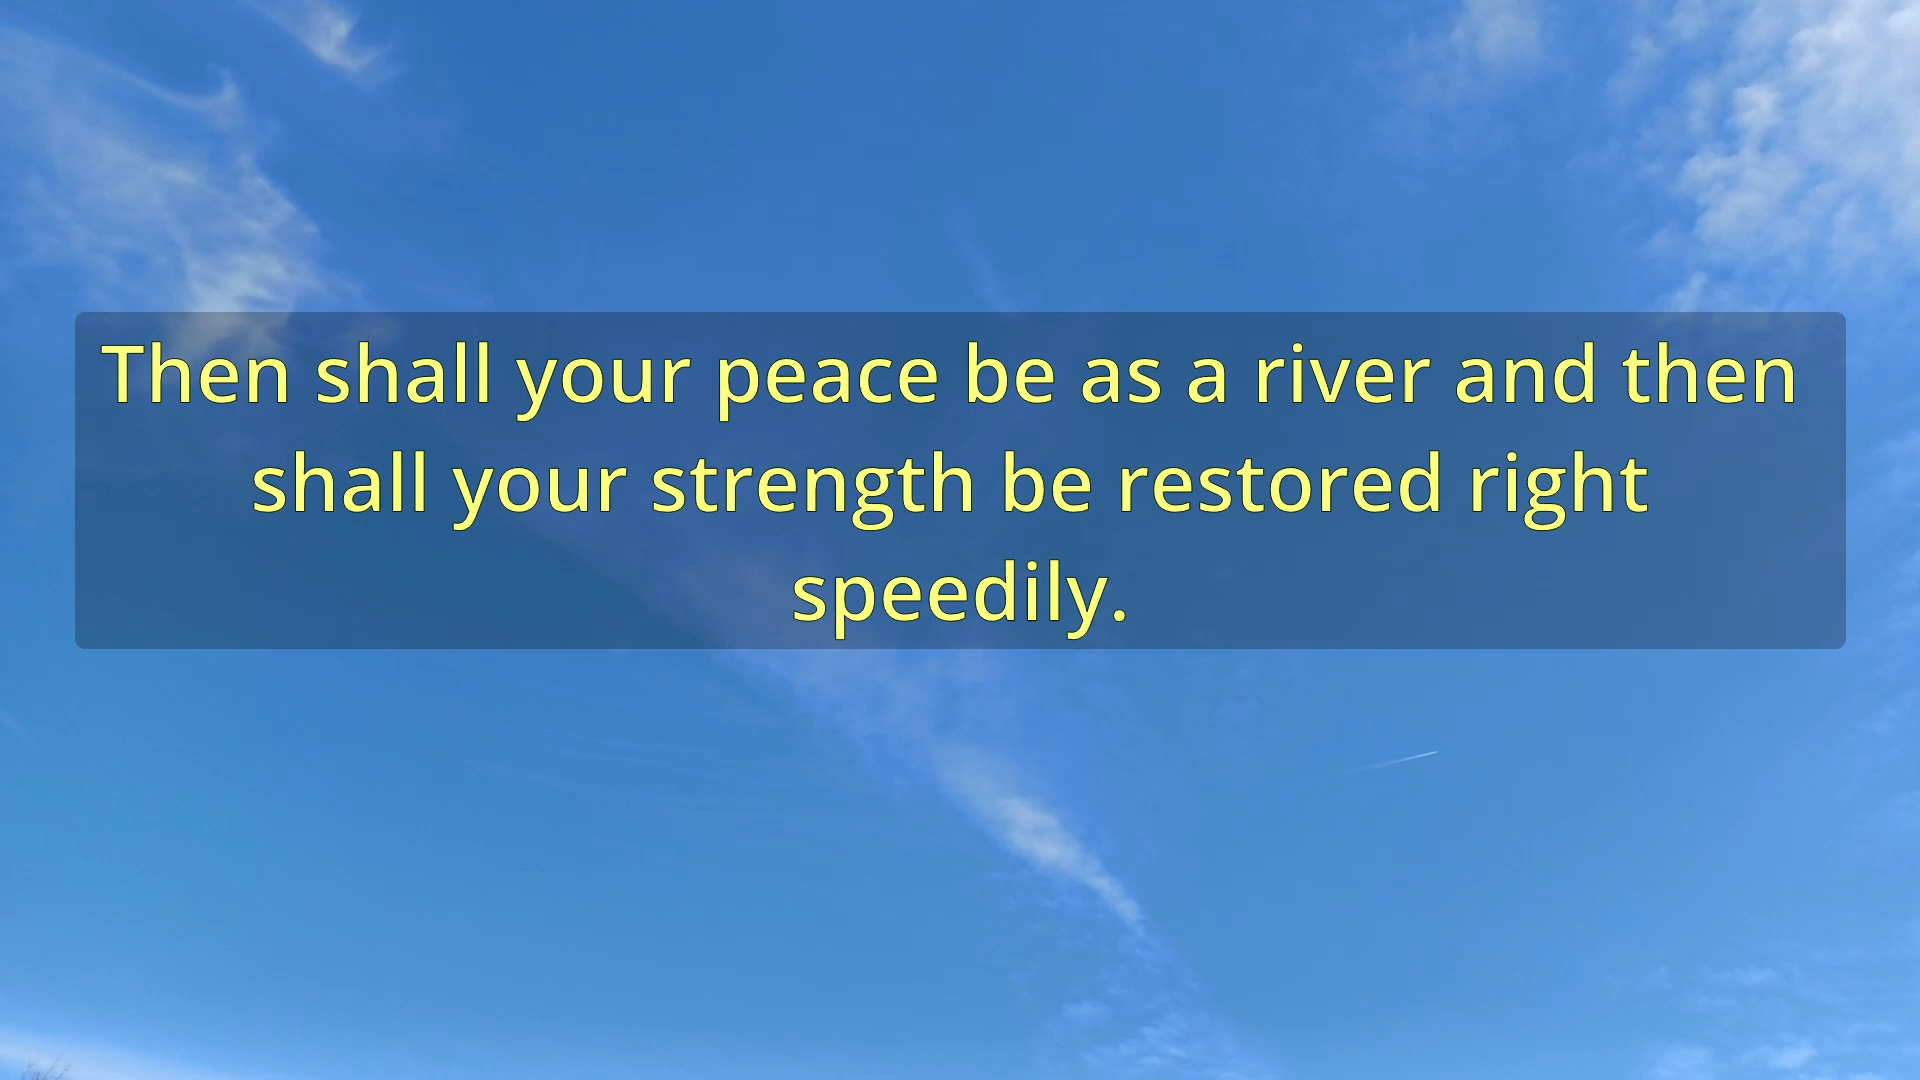 Then shall your peace be as a river and then
shall your strength be restored right
speedily.